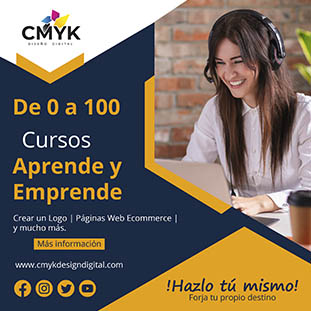 CMYK
DISEÑO DIGITAL
De 0 a 100
Cursos
Aprende y
Emprende
Crear un Logo | Páginas Web Ecommerce |
y mucho más.
Más información
www.cmykdesigndigital.com
!Hazlo tú mismo!
Forja tu propio destino